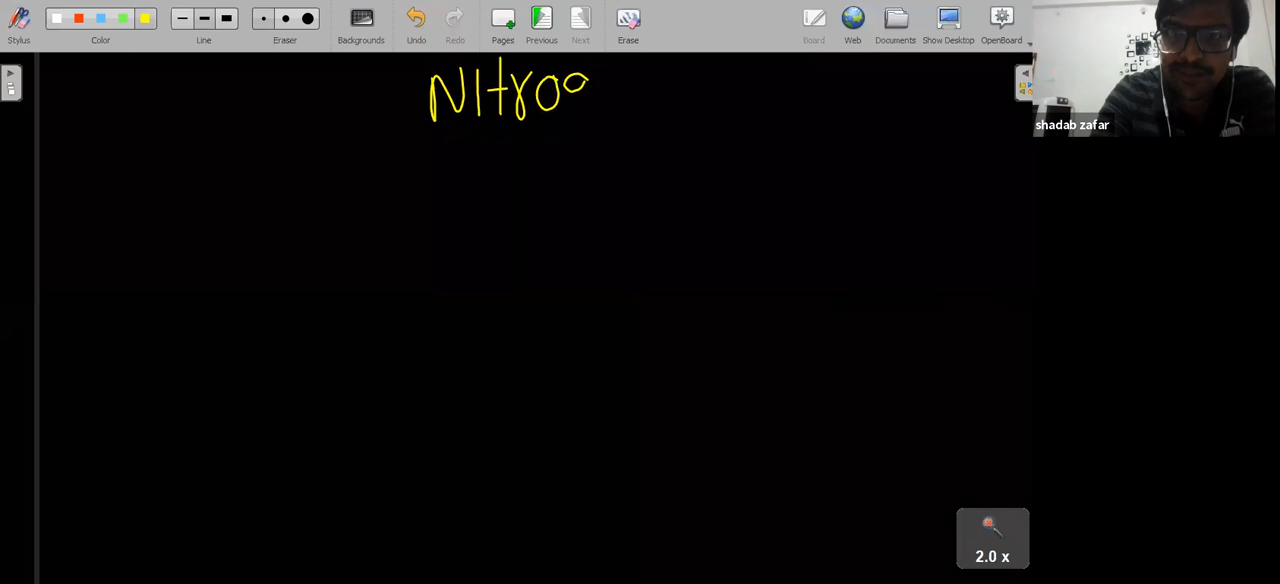 Stylus Color Line Eraser Backgrounds Undo Redo Pages Previous Next Erase Board Web Documents Show Desktop OpenBoard
Nitroo
shadab zafar
2.0 x